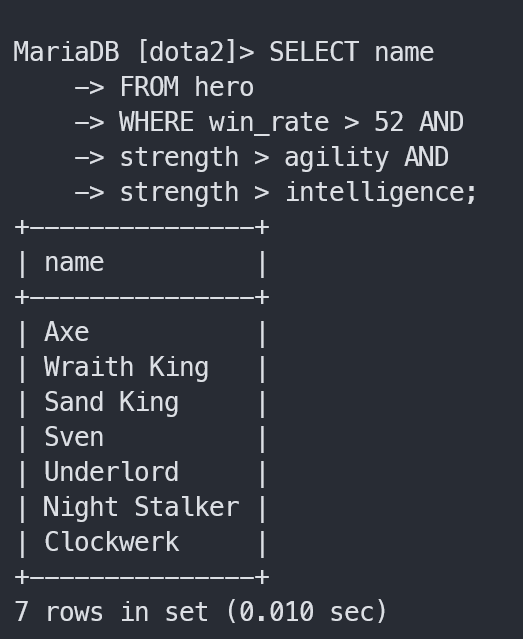 MariaDB [dota2]> SELECT name
    -> FROM hero
    -> WHERE win_rate > 52 AND
    -> strength > agility AND
    -> strength > intelligence;
+---------------+
| name          |
+---------------+
| Axe           |
| Wraith King   |
| Sand King     |
| Sven          |
| Underlord     |
| Night Stalker |
| Clockwerk     |
+---------------+
7 rows in set (0.010 sec)